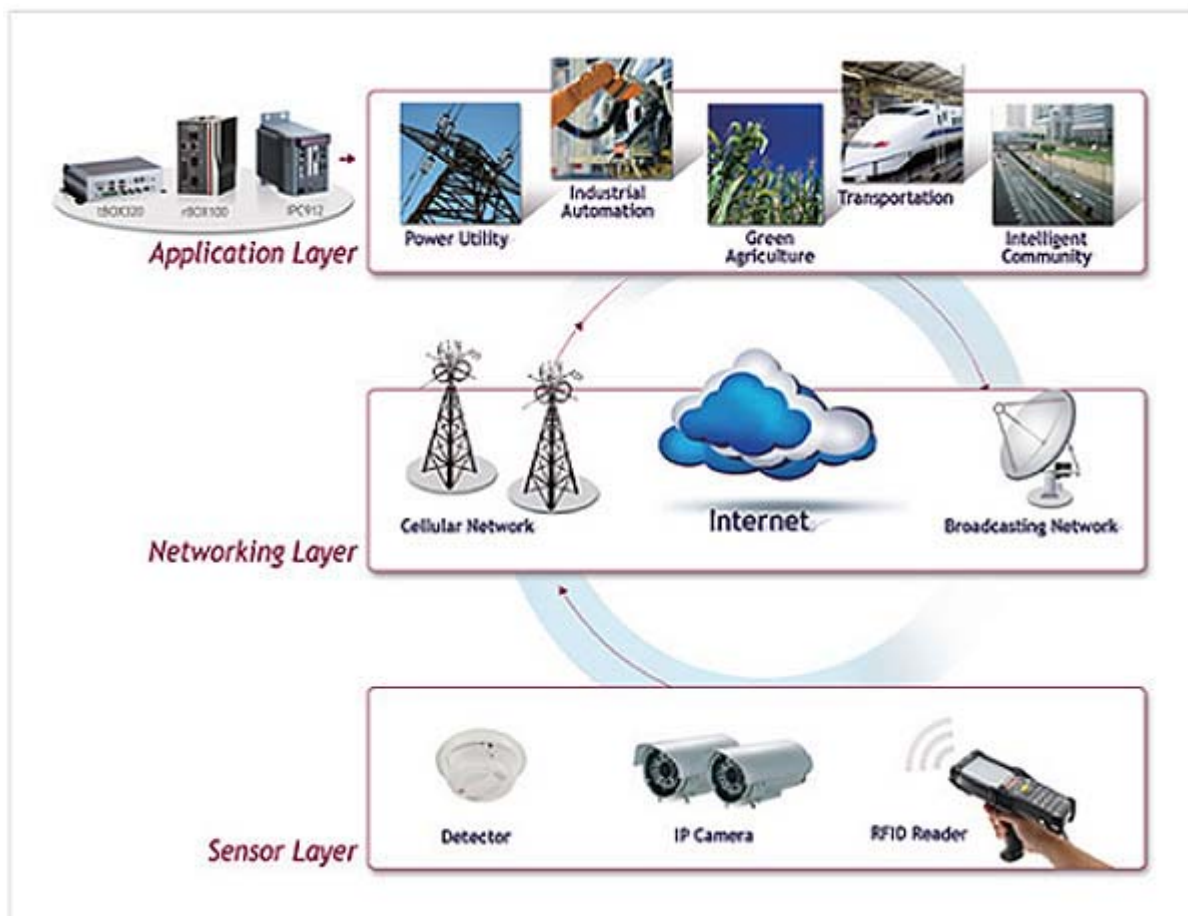 tBOX320
rBOX100
IPC912
Application Layer
Power Utility
Industrial
Automation
Green
Agriculture
Transportation
Intelligent
Community
Networking Layer
Cellular Network
Internet
Broadcasting Network
Sensor Layer
Detector
IP Camera
RFID Reader